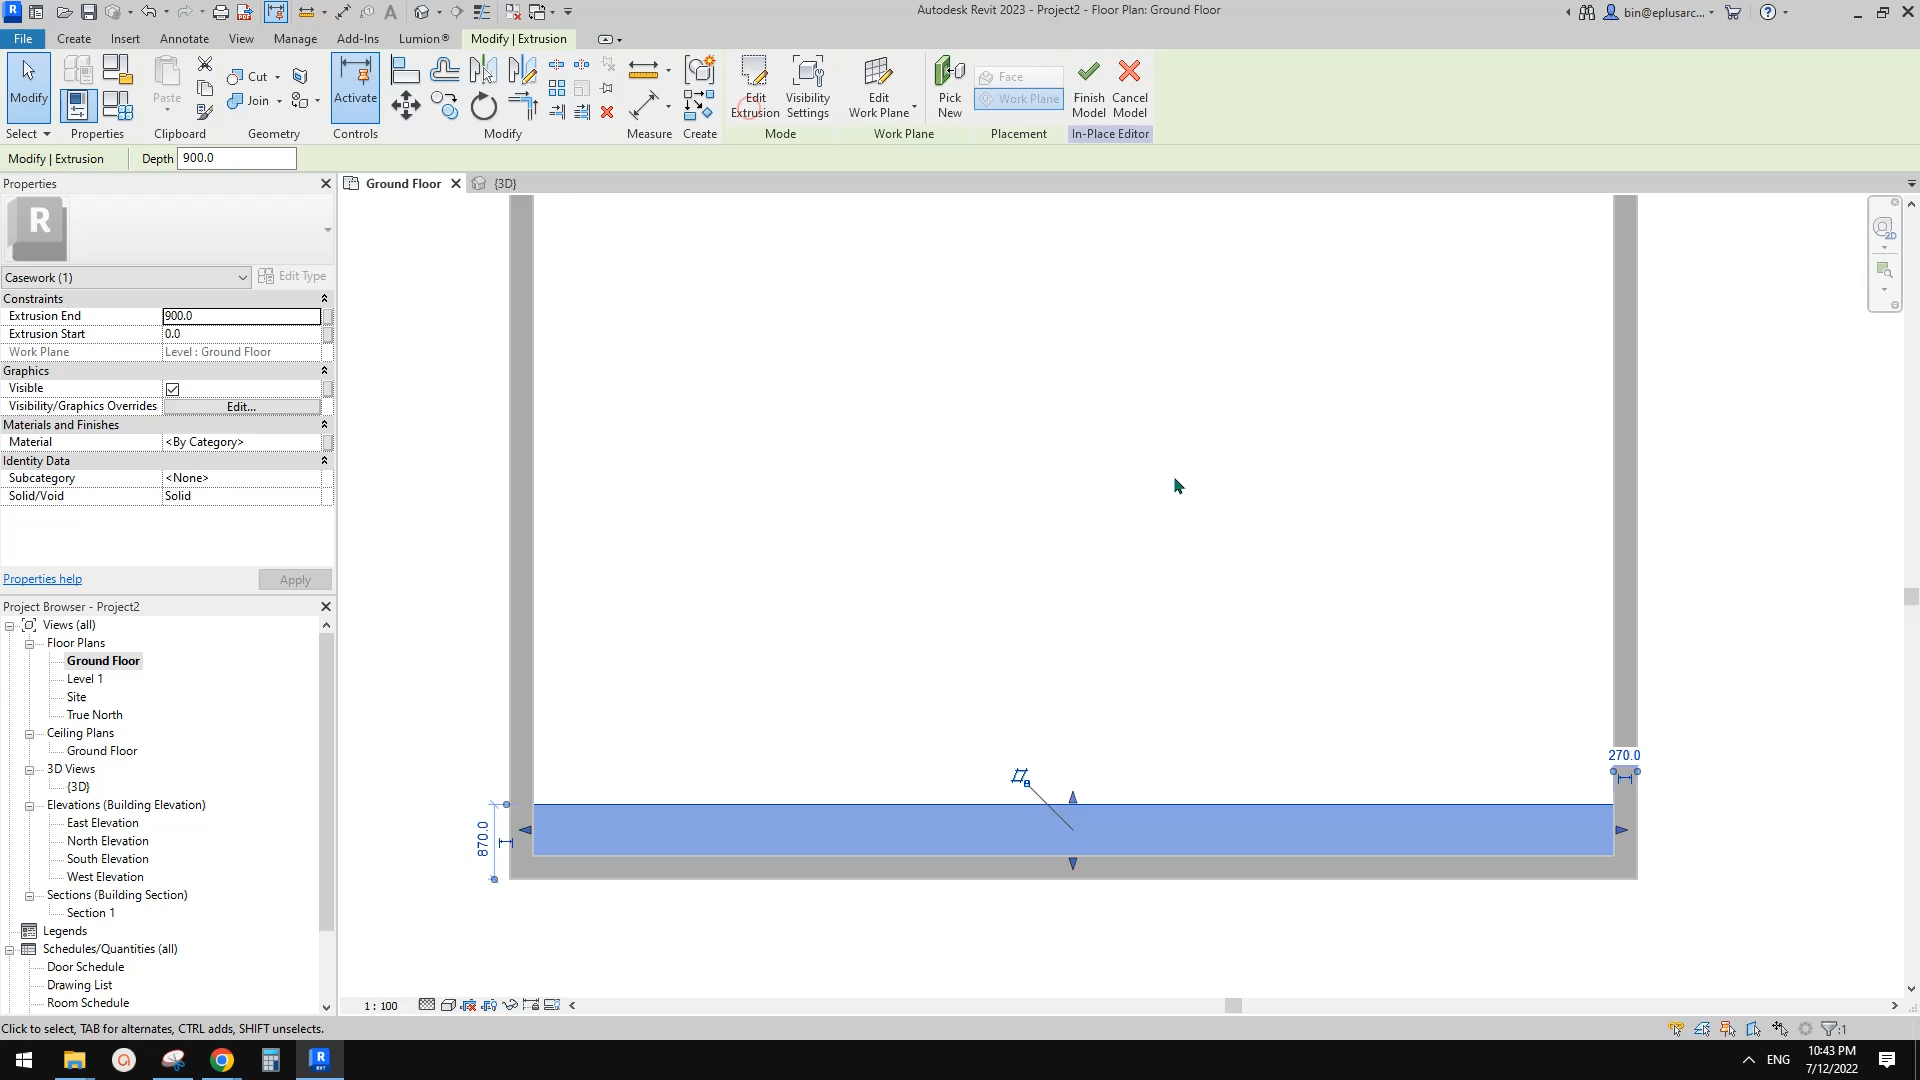 Autodesk Revit 2023 - Project2 - Floor Plan: Ground Floor
bin@eplusarc...
File
Create
Insert
Annotate
View
Manage
Add-Ins
Lumion®
Modify | Extrusion
Modify
Paste
Cut
Join
Activate
Edit Extrusion
Visibility Settings
Edit Work Plane
Pick New
Face
Work Plane
Finish Model
Cancel Model
Select
Properties
Clipboard
Geometry
Controls
Modify
Measure
Create
Mode
Work Plane
Placement
In-Place Editor
Modify | Extrusion
Depth 900.0
Properties
Ground Floor
{3D}
R
2D
Casework (1)
Edit Type
Constraints
Extrusion End 900.0
Extrusion Start 0.0
Work Plane Level : Ground Floor
Graphics
Visible
Visibility/Graphics Overrides Edit...
Materials and Finishes
Material <By Category>
Identity Data
Subcategory <None>
Solid/Void Solid
Properties help
Apply
Project Browser - Project2
Views (all)
Floor Plans
Ground Floor
Level 1
Site
True North
Ceiling Plans
Ground Floor
3D Views
{3D}
Elevations (Building Elevation)
East Elevation
North Elevation
South Elevation
West Elevation
Sections (Building Section)
Section 1
Legends
Schedules/Quantities (all)
Door Schedule
Drawing List
Room Schedule
270.0
870.0
1 : 100
Click to select, TAB for alternates, CTRL adds, SHIFT unselects.
:1
ENG
10:43 PM
7/12/2022